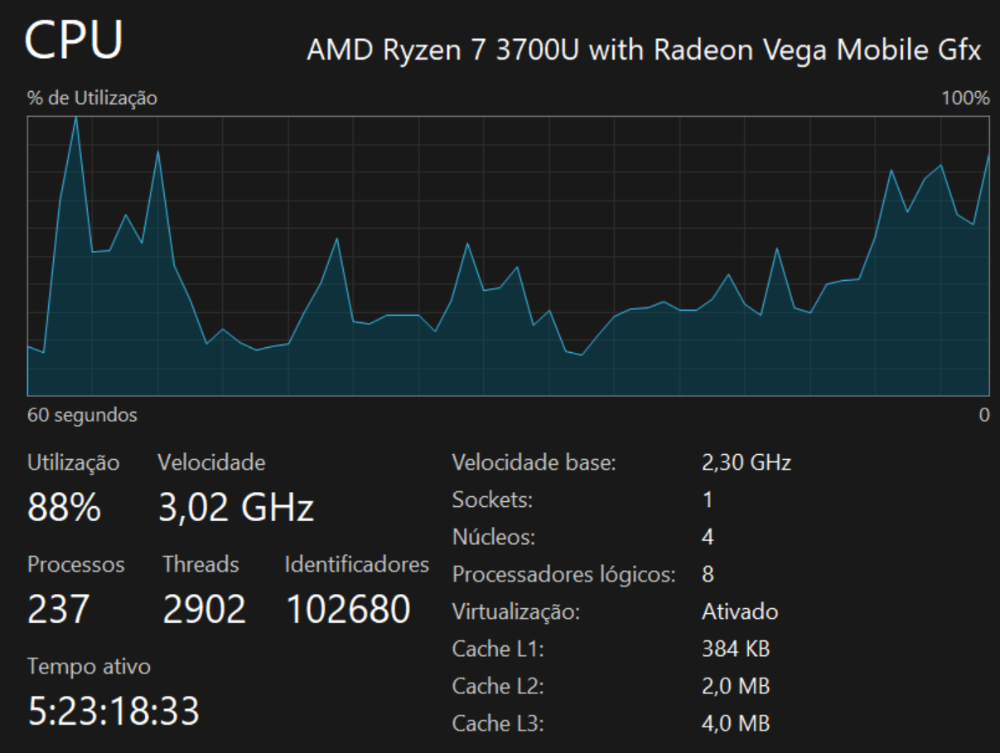 CPU
AMD Ryzen 7 3700U with Radeon Vega Mobile Gfx
% de Utilização 100%
60 segundos 0
Utilização Velocidade
88% 3,02 GHz
Processos Threads Identificadores
237 2902 102680
Tempo ativo
5:23:18:33
Velocidade base: 2,30 GHz
Sockets: 1
Núcleos: 4
Processadores lógicos: 8
Virtualização: Ativado
Cache L1: 384 KB
Cache L2: 2,0 MB
Cache L3: 4,0 MB